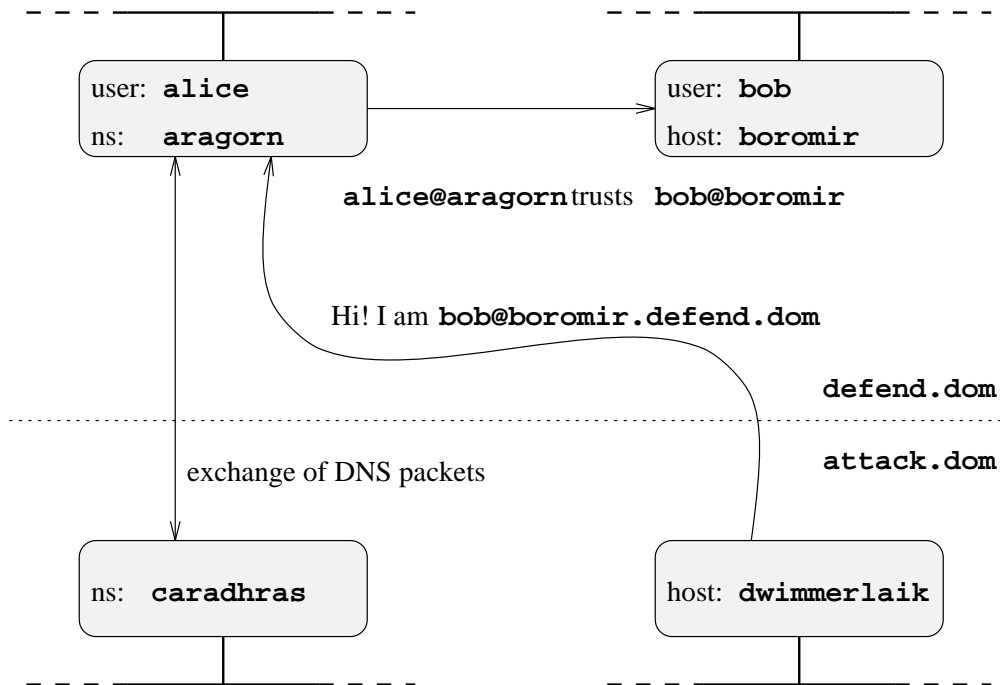 user: alice
ns: aragorn
user: bob
host: boromir
alice@aragorn trusts bob@boromir
Hi! I am bob@boromir.defend.dom
defend.dom
attack.dom
exchange of DNS packets
ns: caradhras
host: dwimmerlaik